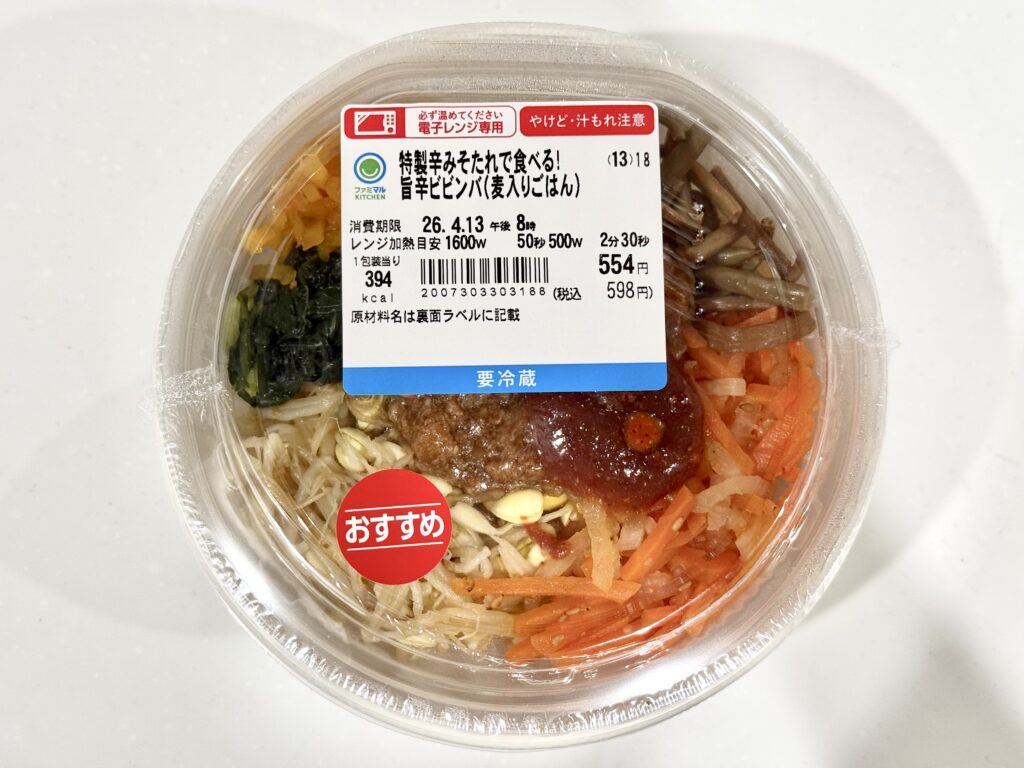 必ず温めてください
電子レンジ専用
やけど・汁もれ注意
ファミマル
KITCHEN
特製辛みそたれで食べる!
旨辛ビビンバ(麦入りごはん)
(13)18
消費期限 26. 4.13 午後 8時
レンジ加熱目安 1600w 50秒 500w 2分30秒
1包装当り
394
kcal
2007303303188
554円
(税込 598円)
原材料名は裏面ラベルに記載
要冷蔵
おすすめ